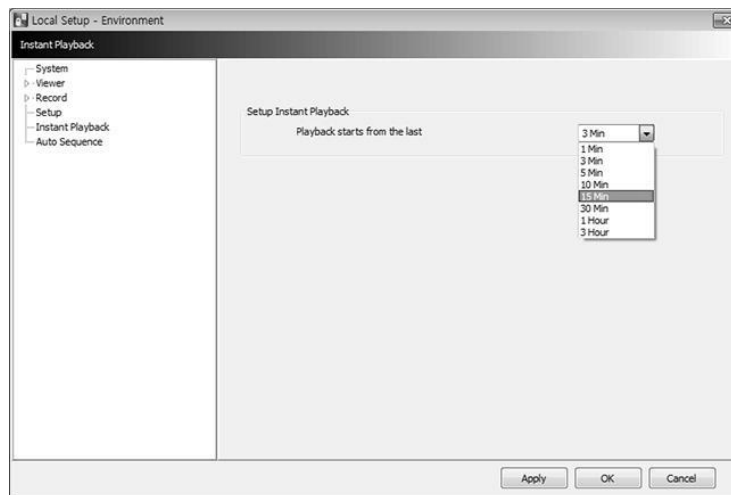 Local Setup - Environment
Instant Playback
System
Viewer
Record
Setup
Instant Playback
Auto Sequence
Setup Instant Playback
Playback starts from the last
3 Min
1 Min
3 Min
5 Min
10 Min
15 Min
30 Min
1 Hour
3 Hour
Apply
OK
Cancel